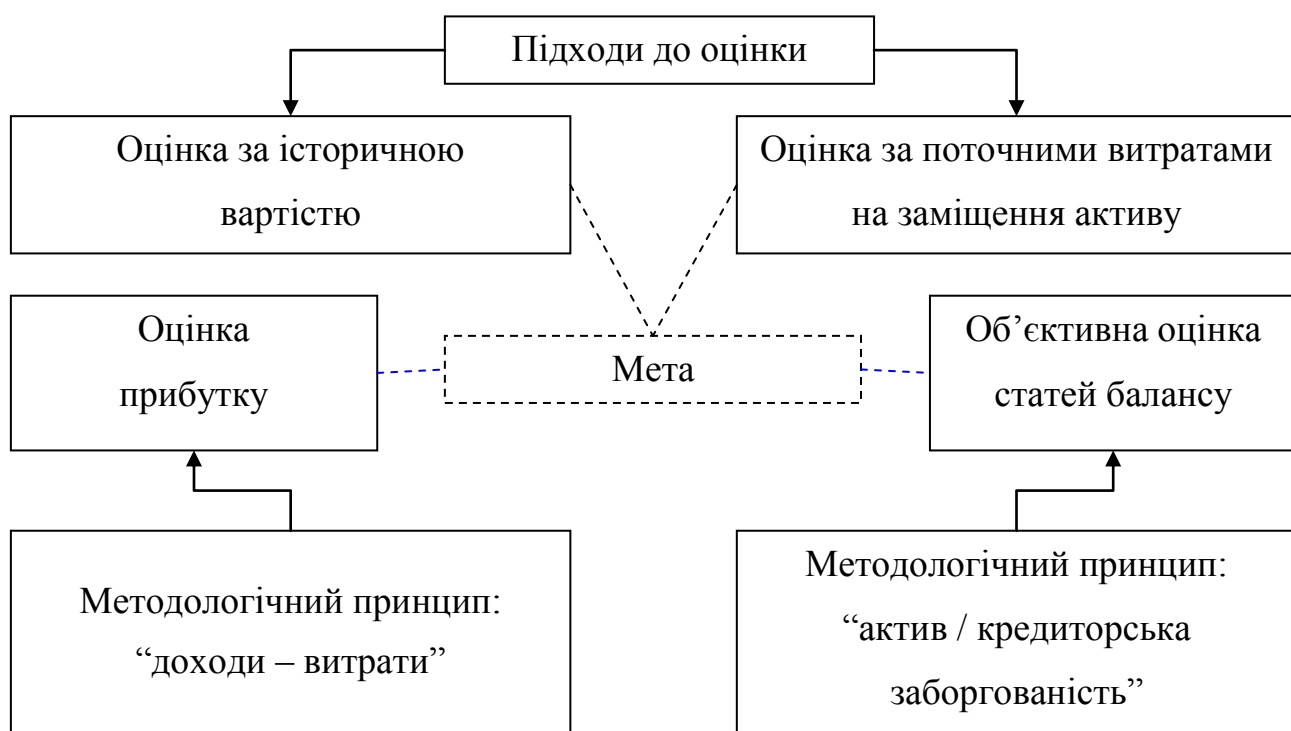 Підходи до оцінки
Оцінка за історичною
вартістю
Оцінка за поточними витратами
на заміщення активу
Оцінка
прибутку
Мета
Об’єктивна оцінка
статей балансу
Методологічний принцип:
“доходи – витрати”
Методологічний принцип:
“актив / кредиторська
заборгованість”